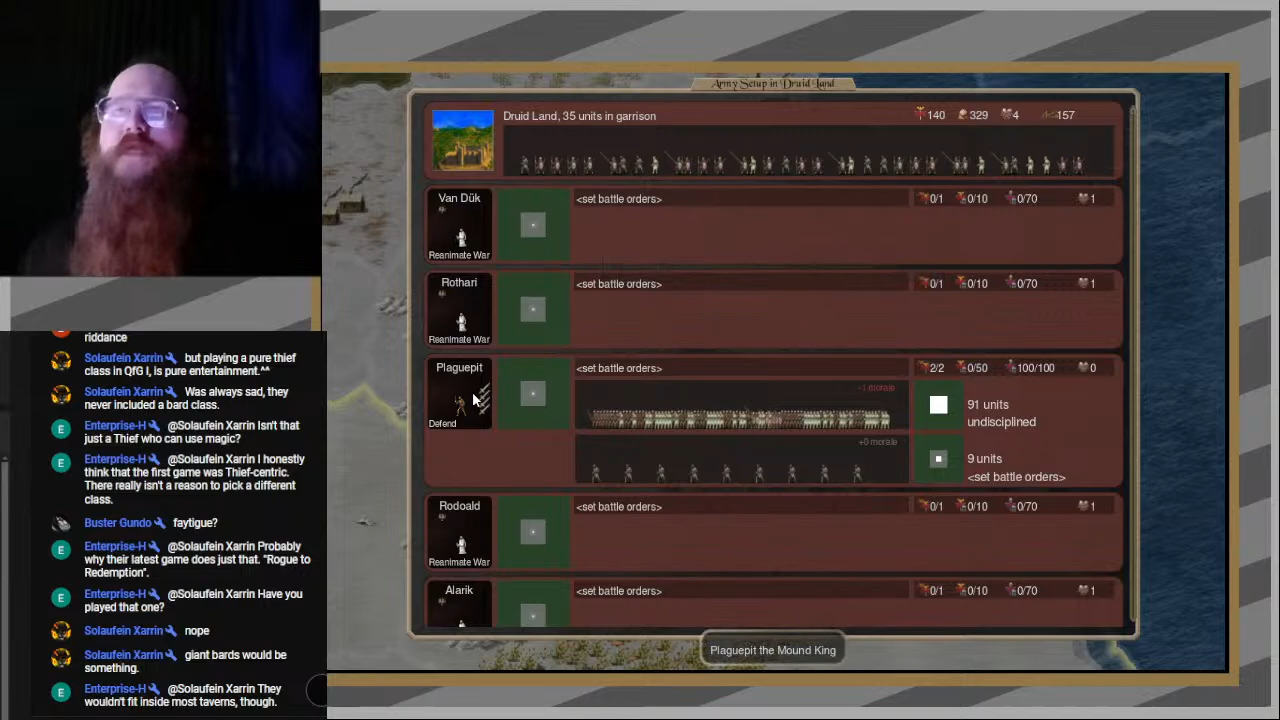 riddance
Solaufein Xarrin but playing a pure thief
class in QfG I, is pure entertainment.^^
Solaufein Xarrin Was always sad, they
never included a bard class.
Enterprise-H @Solaufein Xarrin Isn't that
just a Thief who can use magic?
Enterprise-H @Solaufein Xarrin I honestly
think that the first game was Thief-centric.
There really isn't a reason to pick a different
class.
Buster Gundo faytigue?
Enterprise-H @Solaufein Xarrin Probably
why their latest game does just that. "Rogue to
Redemption".
Enterprise-H @Solaufein Xarrin Have you
played that one?
Solaufein Xarrin nope
Solaufein Xarrin giant bards would be
something.
Enterprise-H @Solaufein Xarrin They
wouldn't fit inside most taverns, though.
E
E
E
E
E
Army Setup in Druid Land
Druid Land, 35 units in garrison
140 329 4 157
Van Dük
Reanimate War
<set battle orders>
0/1 0/10 0/70 1
Rothari
Reanimate War
<set battle orders>
0/1 0/10 0/70 1
Plaguepit
Defend
<set battle orders>
2/2 0/50 100/100 0
-1 morale
91 units
undisciplined
+0 morale
9 units
<set battle orders>
Rodoald
Reanimate War
<set battle orders>
0/1 0/10 0/70 1
Alarik
<set battle orders>
0/1 0/10 0/70 1
Plaguepit the Mound King